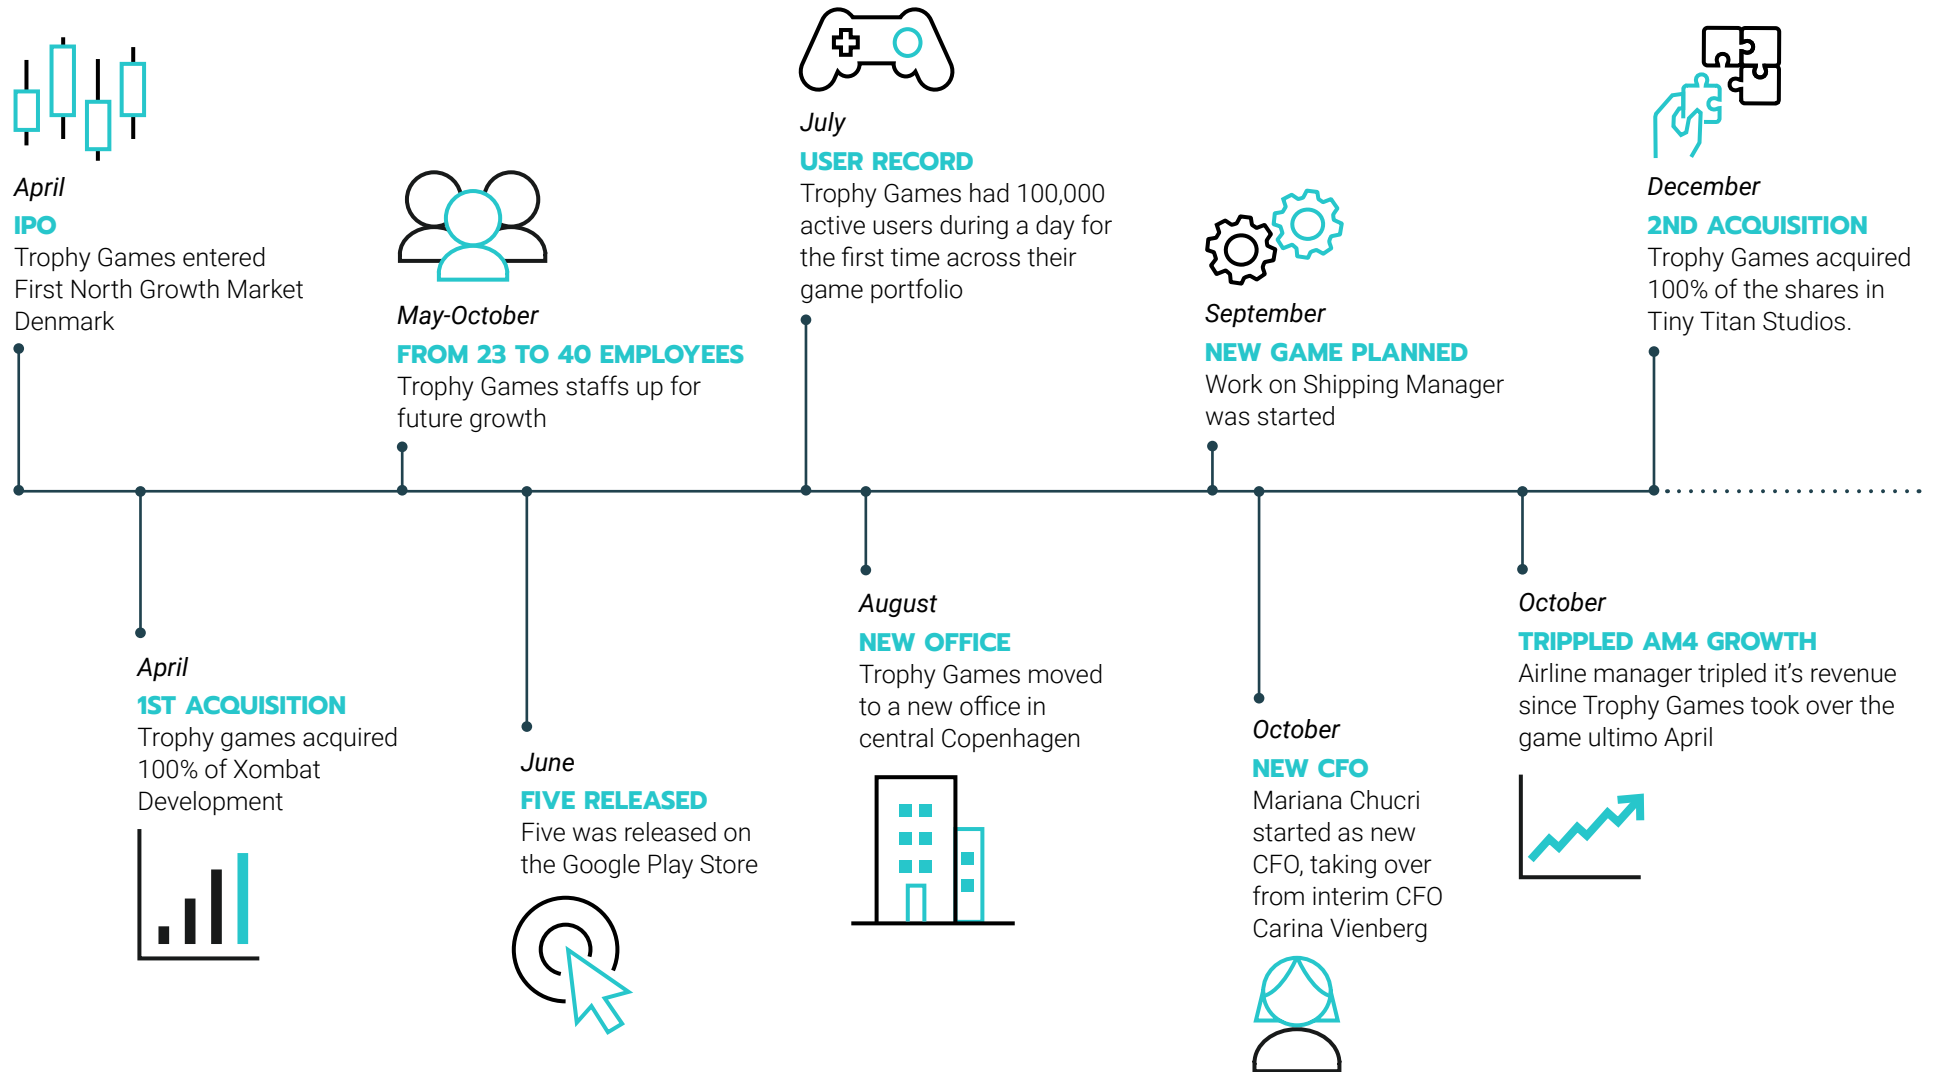 April
IPO
Trophy Games entered
First North Growth Market
Denmark
April
1ST ACQUISITION
Trophy games acquired
100% of Xombat
Development
May-October
FROM 23 TO 40 EMPLOYEES
Trophy Games staffs up for
future growth
June
FIVE RELEASED
Five was released on
the Google Play Store
July
USER RECORD
Trophy Games had 100,000
active users during a day for
the first time across their
game portfolio
August
NEW OFFICE
Trophy Games moved
to a new office in
central Copenhagen
September
NEW GAME PLANNED
Work on Shipping Manager
was started
October
NEW CFO
Mariana Chucri
started as new
CFO, taking over
from interim CFO
Carina Vienberg
October
TRIPPLED AM4 GROWTH
Airline manager tripled it's revenue
since Trophy Games took over the
game ultimo April
December
2ND ACQUISITION
Trophy Games acquired
100% of the shares in
Tiny Titan Studios.